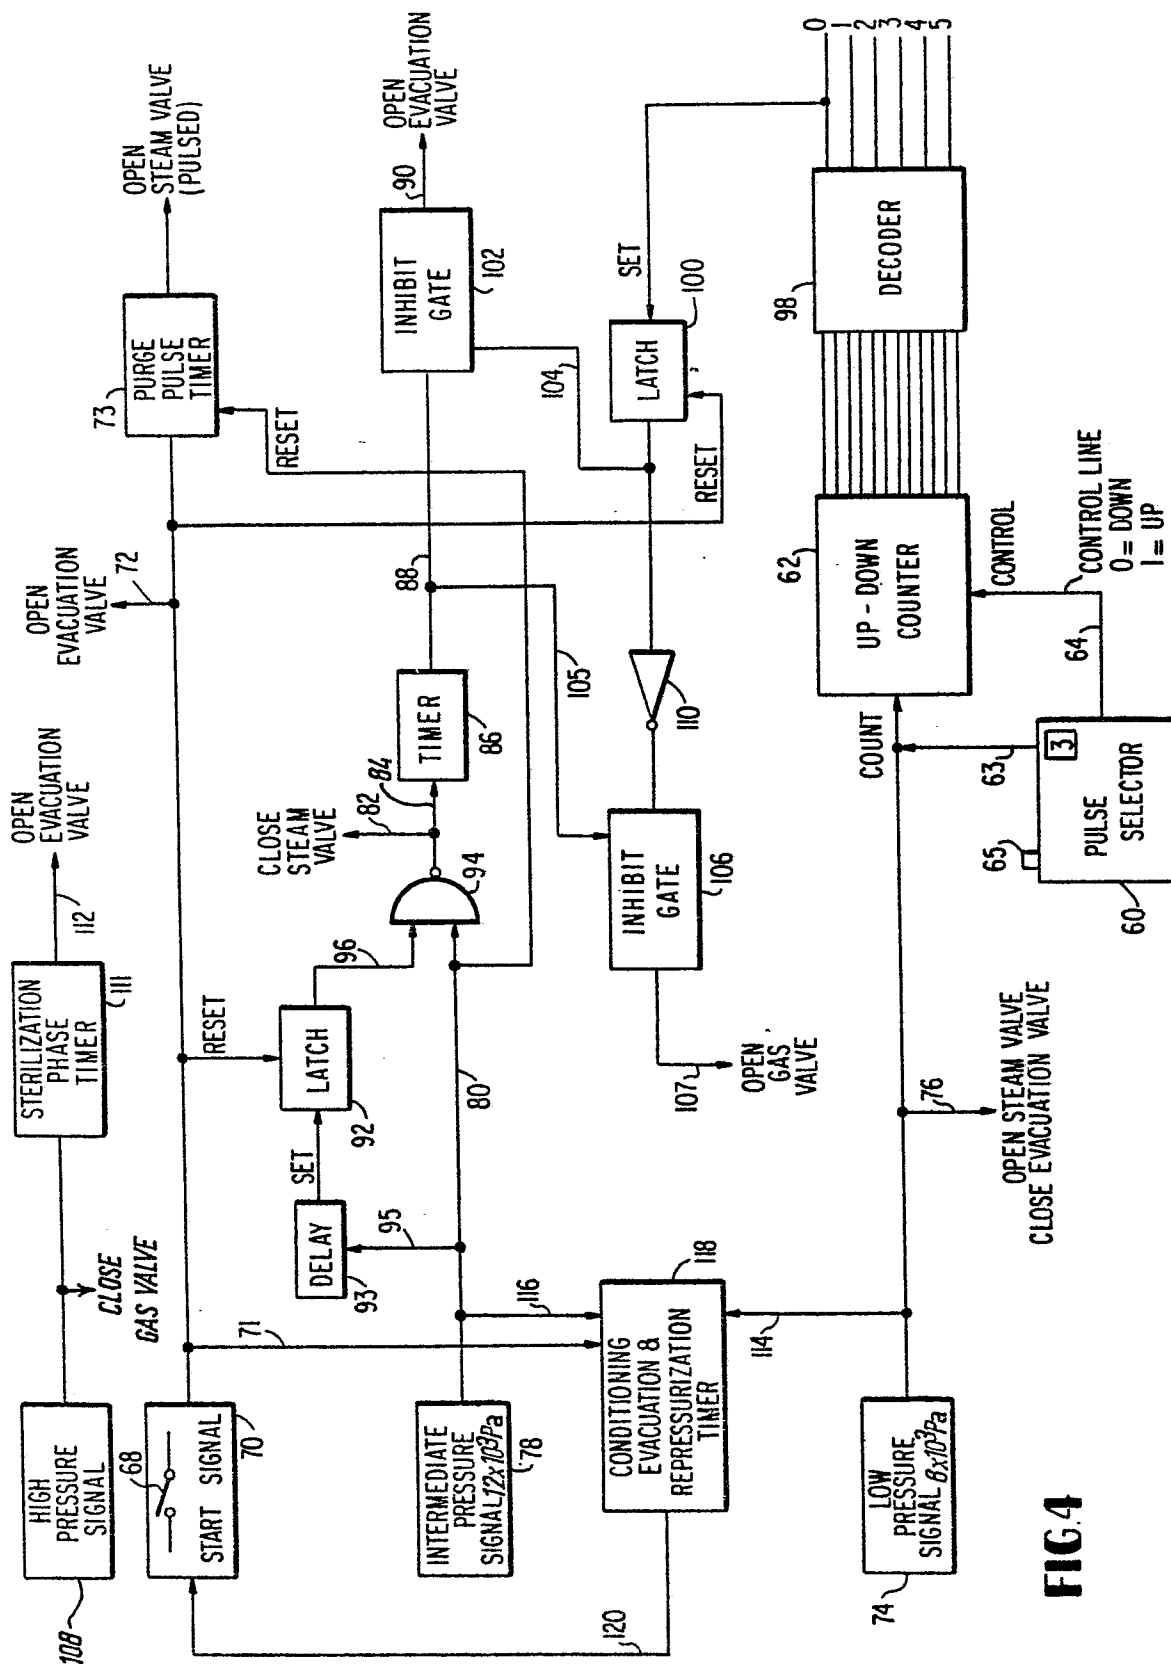 108
HIGH
PRESSURE
SIGNAL
CLOSE
GAS VALVE
STERILIZATION
PHASE
TIMER
111
112
OPEN
EVACUATION
VALVE
68
START SIGNAL
70
71
RESET
OPEN
EVACUATION
VALVE
72
73
PURGE
PULSE
TIMER
OPEN
STEAM VALVE
(PULSED)
RESET
DELAY
93
SET
LATCH
92
96
95
CLOSE
STEAM
VALVE
82
84
94
TIMER
86
88
INHIBIT
GATE
102
90
OPEN
EVACUATION
VALVE
INTERMEDIATE
PRESSURE
SIGNAL 12x10³Pa
78
80
116
104
105
CONDITIONING
EVACUATION &
REPRESSURIZATION
TIMER
118
120
114
107
OPEN
GAS
VALVE
INHIBIT
GATE
106
110
RESET
LATCH
100
SET
LOW
PRESSURE
SIGNAL 8x10³Pa
74
76
OPEN STEAM VALVE
CLOSE EVACUATION VALVE
COUNT
62
UP-DOWN
COUNTER
CONTROL
98
DECODER
0
1
2
3
4
5
63
64
CONTROL LINE
0 = DOWN
1 = UP
65
3
PULSE
SELECTOR
60
FIG.4